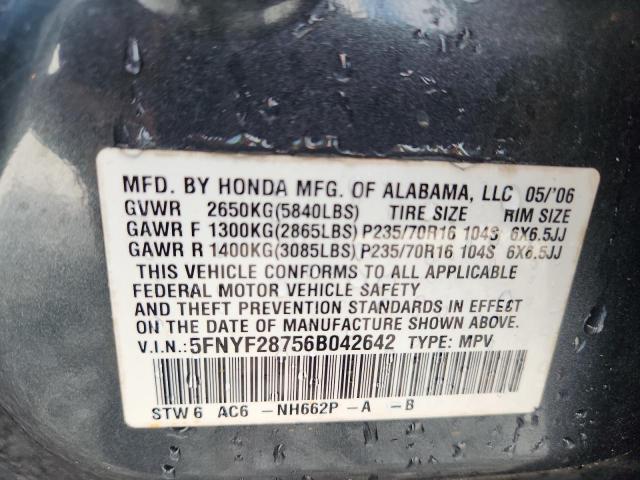 MFD. BY HONDA MFG. OF ALABAMA, LLC 05/'06
GVWR 2650KG(5840LBS) TIRE SIZE RIM SIZE
GAWR F 1300KG(2865LBS) P235/70R16 104S 6X6.5JJ
GAWR R 1400KG(3085LBS) P235/70R16 104S 6X6.5JJ
THIS VEHICLE CONFORMS TO ALL APPLICABLE
FEDERAL MOTOR VEHICLE SAFETY
AND THEFT PREVENTION STANDARDS IN EFFECT
ON THE DATE OF MANUFACTURE SHOWN ABOVE.
V.I.N.:5FNYF28756B042642 TYPE: MPV
STW6 AC6 -NH662P-A -B